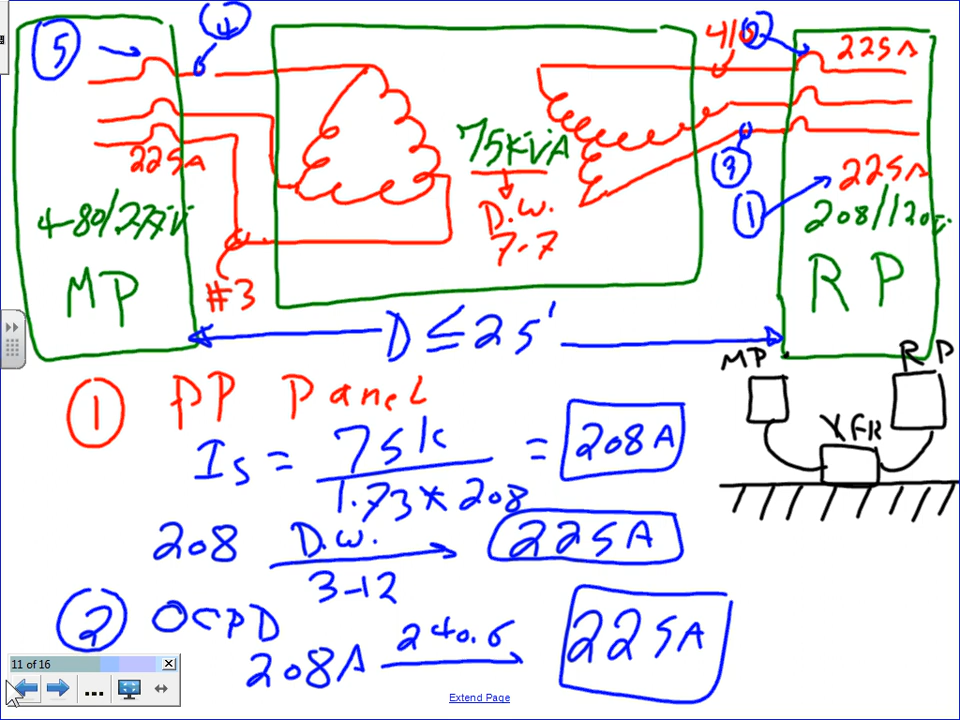 5
4
4/0 2
225A
225A
75KVA
D.W.
7-7
3
1
225A
480/277V
208/120V
MP
#3
RP
D ≤ 25'
MP
RP
XFR
1 PP Panel
Is = 75k / 1.73 x 208 = 208 A
208 D.W. 3-12 225A
2 OCPD
208A 240.6 225A
11 of 16
...
Extend Page